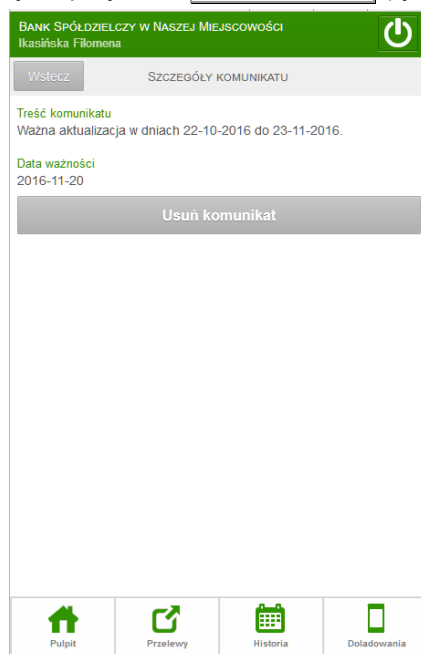 Bank Spółdzielczy w Naszej Miejscowości
Ikasińska Filomena
Wstecz
Szczegóły komunikatu
Treść komunikatu
Ważna aktualizacja w dniach 22-10-2016 do 23-11-2016.
Data ważności
2016-11-20
Usuń komunikat
Pulpit
Przelewy
Historia
Doladowania